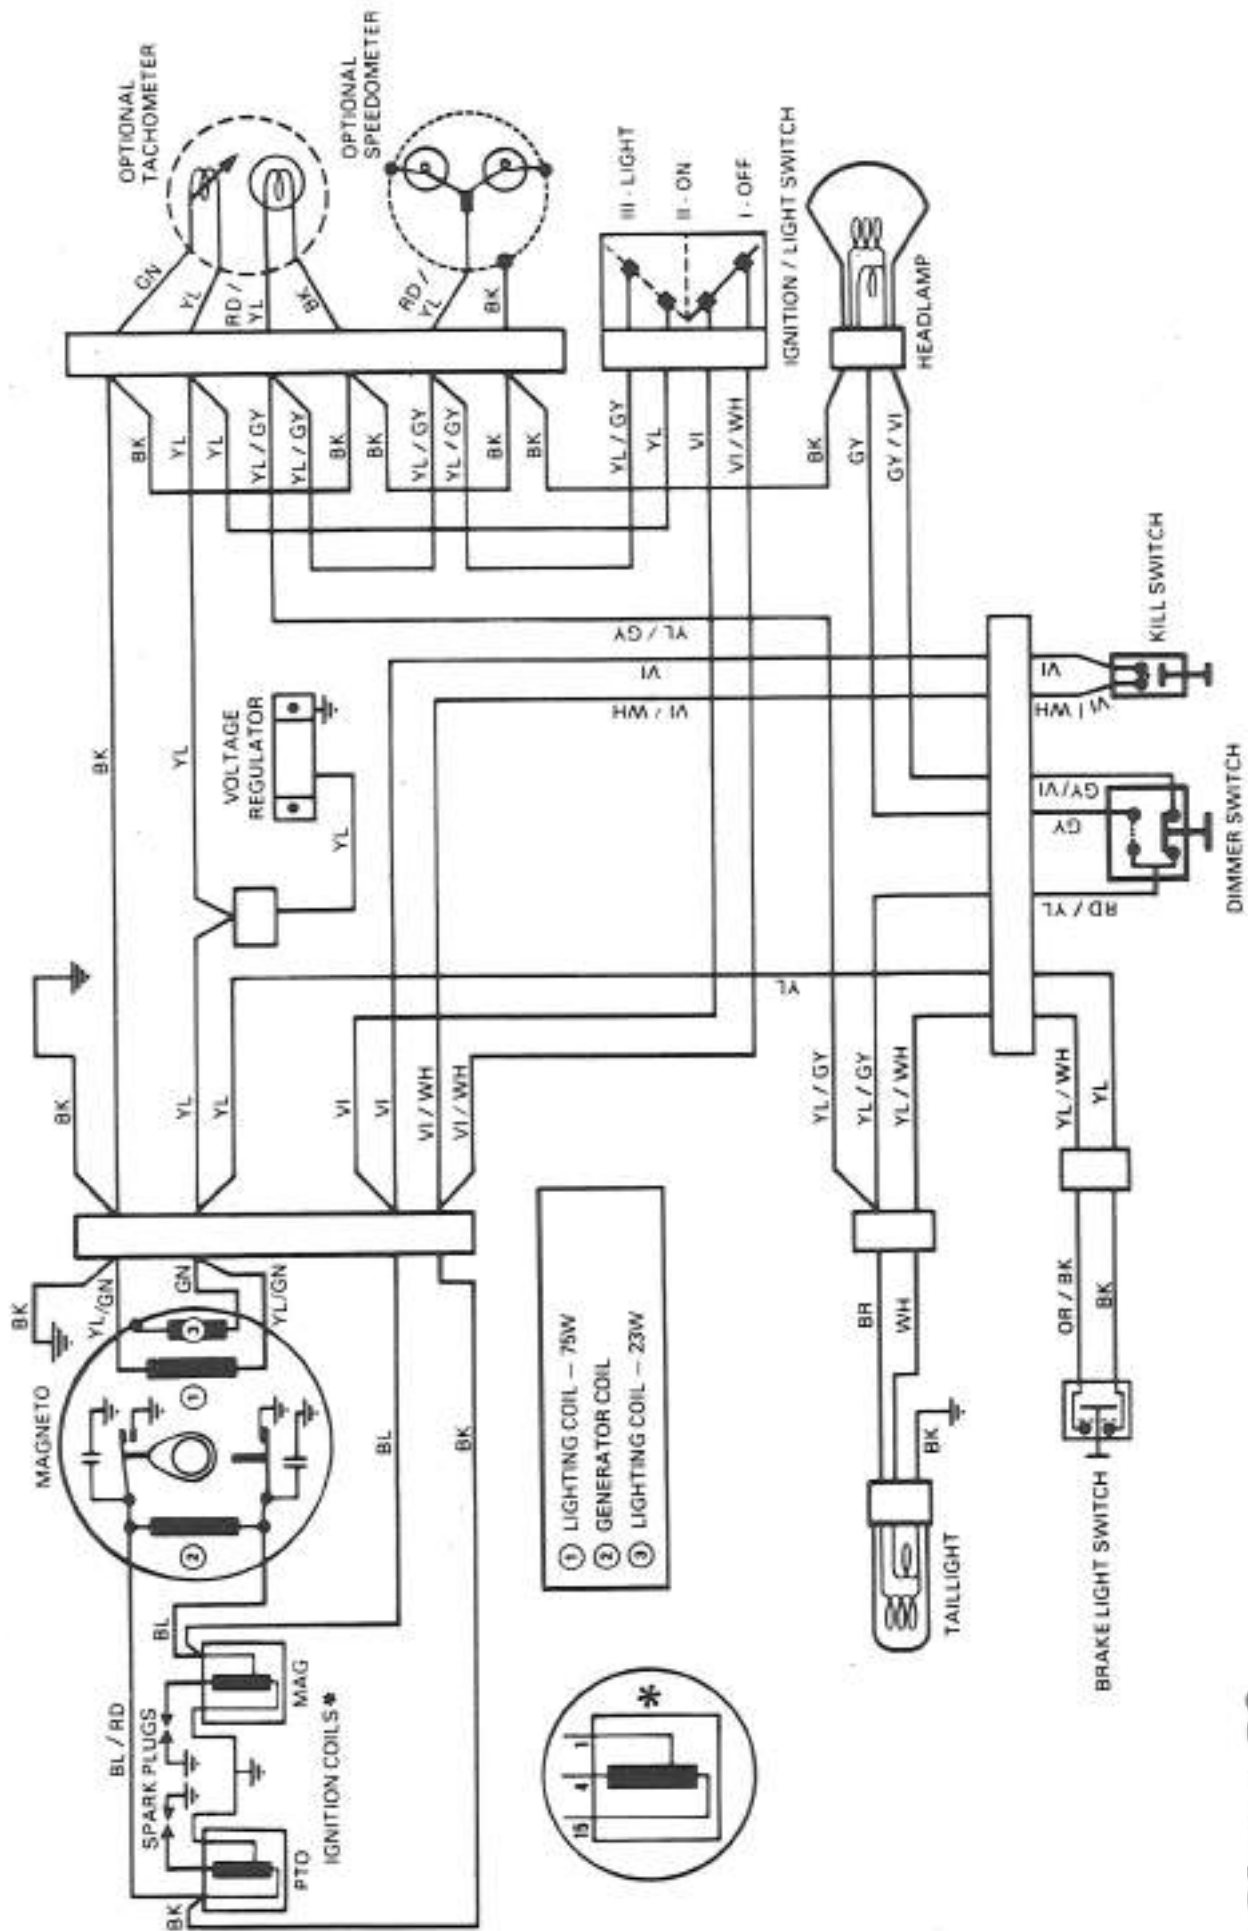 OPTIONAL
TACHOMETER
OPTIONAL
SPEEDOMETER
GN
YL
RD /
YL
BK
RD /
YL
BK
III - LIGHT
II - ON
I - OFF
IGNITION / LIGHT SWITCH
HEADLAMP
BK
YL
YL
YL / GY
YL / GY
BK
BK
YL / GY
YL / GY
BK
BK
YL / GY
YL
VI
VI / WH
BK
GY
GY / VI
BK
YL
VOLTAGE
REGULATOR
YL
YL / GY
VI
VI / WH
VI
VI / WH
KILL SWITCH
GY/VI
GY
RD / YL
DIMMER SWITCH
BK
YL
YL
VI
VI
VI / WH
VI / WH
YL
YL / GY
YL / GY
YL / WH
YL / WH
YL
BK
YL/GN
GN
YL/GN
MAGNETO
1
2
3
BL
BK
1 LIGHTING COIL — 75W
2 GENERATOR COIL
3 LIGHTING COIL — 23W
BR
WH
BK
TAILLIGHT
OR / BK
BK
BRAKE LIGHT SWITCH
BL / RD
BL
SPARK PLUGS
MAG
PTO
IGNITION COILS*
BK
*
1
4
15